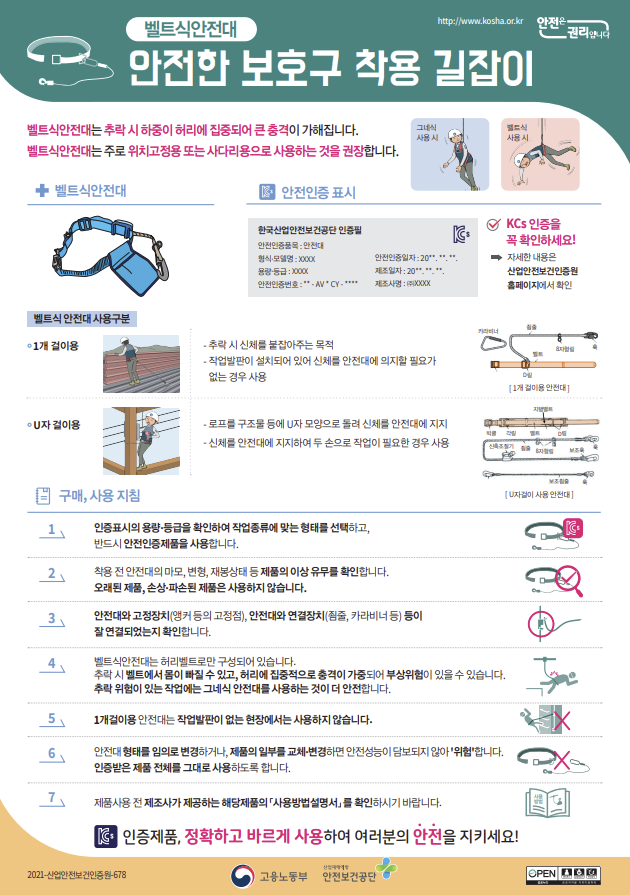 벨트식안전대
http://www.kosha.or.kr
안전은
권리입니다
안전한 보호구 착용 길잡이
벨트식안전대는 추락 시 하중이 허리에 집중되어 큰 충격이 가해집니다.
벨트식안전대는 주로 위치고정용 또는 사다리용으로 사용하는 것을 권장합니다.
그네식
사용 시
벨트식
사용 시
벨트식안전대
안전인증 표시
한국산업안전보건공단 인증필
안전인증품목 : 안전대
형식·모델명 : XXXX
용량·등급 : XXXX
안전인증번호 : ** - AV * CY - ****
안전인증일자 : 20**. **. **.
제조일자 : 20**. **. **.
제조사명 : ㈜XXXX
KCs 인증을
꼭 확인하세요!
자세한 내용은
산업안전보건인증원
홈페이지에서 확인
벨트식 안전대 사용구분
1개 걸이용
- 추락 시 신체를 붙잡아주는 목적
- 작업발판이 설치되어 있어 신체를 안전대에 의지할 필요가
없는 경우 사용
카라비너
죔줄
8자형링
훅
벨트
D링
[ 1개 걸이용 안전대 ]
U자 걸이용
- 로프를 구조물 등에 U자 모양으로 돌려 신체를 안전대에 지지
- 신체를 안전대에 지지하여 두 손으로 작업이 필요한 경우 사용
지탱벨트
버클
각링
벨트
D링
신축조절기
죔줄
8자형링
보조훅
훅
보조죔줄
훅
[ U자걸이 사용 안전대 ]
구매, 사용 지침
1
인증표시의 용량·등급을 확인하여 작업종류에 맞는 형태를 선택하고,
반드시 안전인증제품을 사용합니다.
2
착용 전 안전대의 마모, 변형, 재봉상태 등 제품의 이상 유무를 확인합니다.
오래된 제품, 손상·파손된 제품은 사용하지 않습니다.
3
안전대와 고정장치(앵커 등의 고정점), 안전대와 연결장치(죔줄, 카라비너 등) 등이
잘 연결되었는지 확인합니다.
4
벨트식안전대는 허리벨트로만 구성되어 있습니다.
추락 시 벨트에서 몸이 빠질 수 있고, 허리에 집중적으로 충격이 가중되어 부상위험이 있을 수 있습니다.
추락 위험이 있는 작업에는 그네식 안전대를 사용하는 것이 더 안전합니다.
5
1개걸이용 안전대는 작업발판이 없는 현장에서는 사용하지 않습니다.
6
안전대 형태를 임의로 변경하거나, 제품의 일부를 교체·변경하면 안전성능이 담보되지 않아 '위험'합니다.
인증받은 제품 전체를 그대로 사용하도록 합니다.
7
제품사용 전 제조사가 제공하는 해당제품의 「사용방법설명서」를 확인하시기 바랍니다.
사용
방법
인증제품, 정확하고 바르게 사용하여 여러분의 안전을 지키세요!
2021-산업안전보건인증원-678
고용노동부
산업재해예방
안전보건공단
OPEN